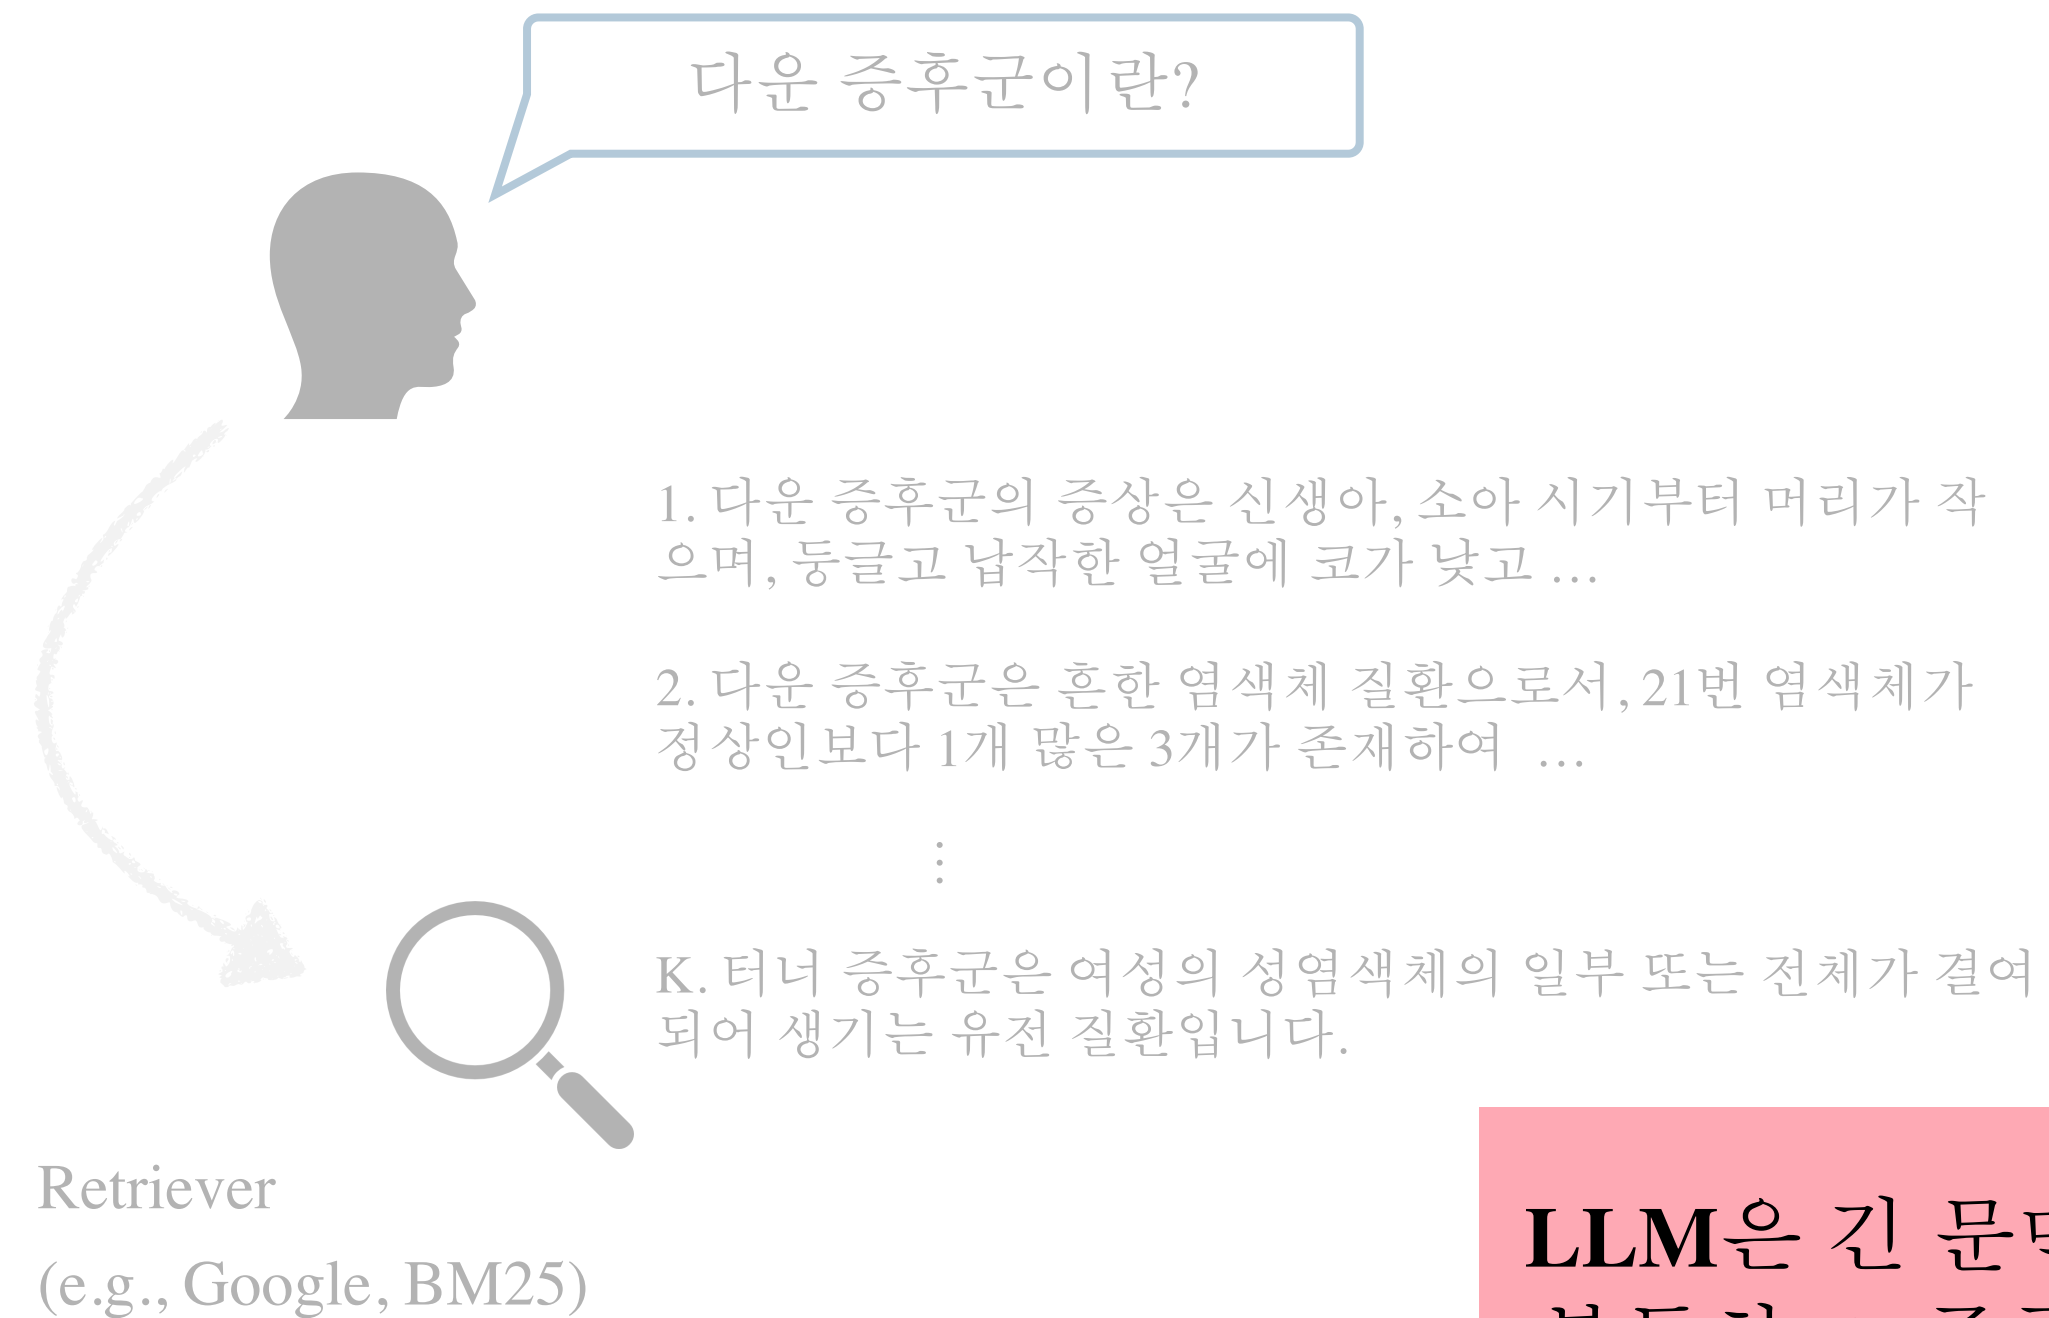 다운 증후군이란?
1. 다운 증후군의 증상은 신생아, 소아 시기부터 머리가 작
으며, 둥글고 납작한 얼굴에 코가 낮고 …
2. 다운 증후군은 흔한 염색체 질환으로서, 21번 염색체가
정상인보다 1개 많은 3개가 존재하여 …
⋮
K. 터너 증후군은 여성의 성염색체의 일부 또는 전체가 결여
되어 생기는 유전 질환입니다.
Retriever
(e.g., Google, BM25)
LLM은 긴